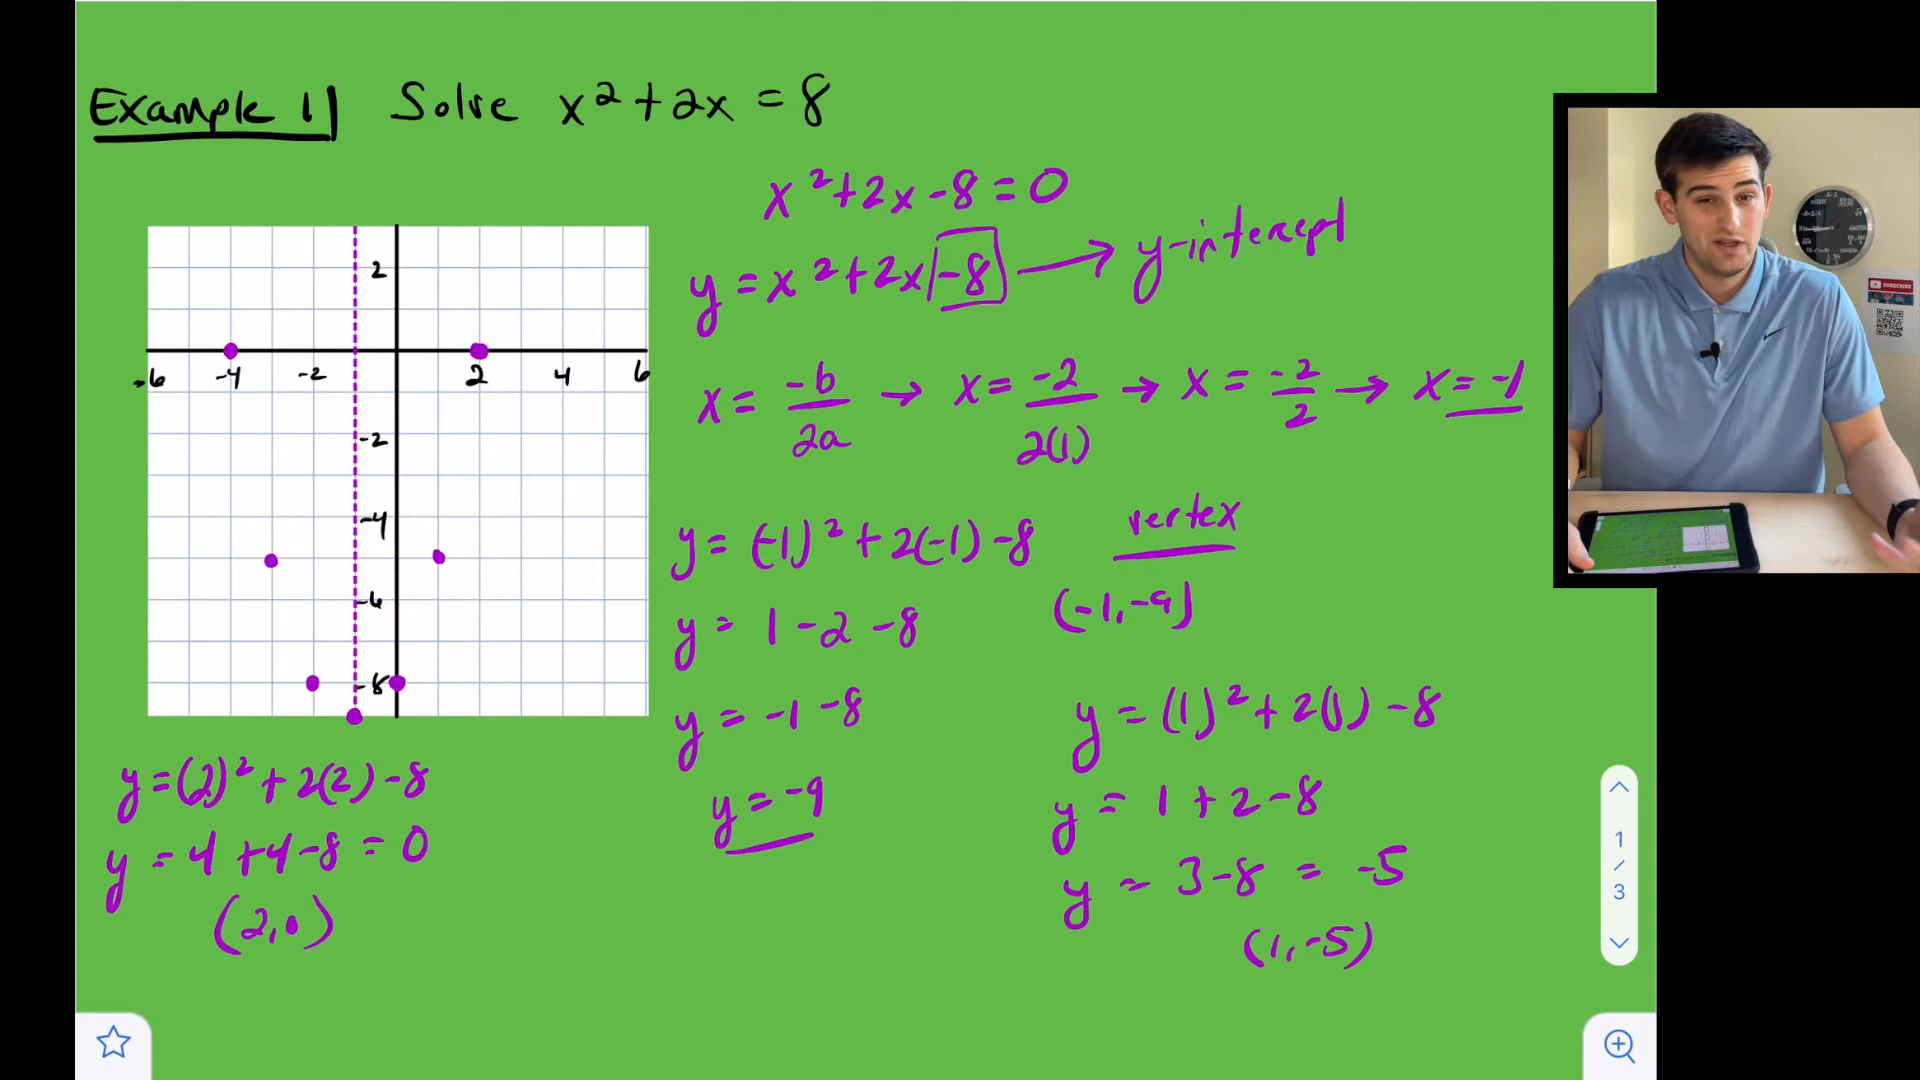 Example 1) Solve x²+2x=8
x²+2x-8=0
y=x²+2x-8 → y-intercept
2
-6 -4 -2 2 4 6
-2
-4
-6
-8
x=-b/2a → x=-2/2(1) → x=-2/2 → x=-1
y=(-1)²+2(-1)-8
y=1-2-8
y=-1-8
y=-9
vertex
(-1,-9)
y=(1)²+2(1)-8
y=1+2-8
y=3-8=-5
(1,-5)
y=(2)²+2(2)-8
y=4+4-8=0
(2,0)
SUBSCRIBE
1
/
3